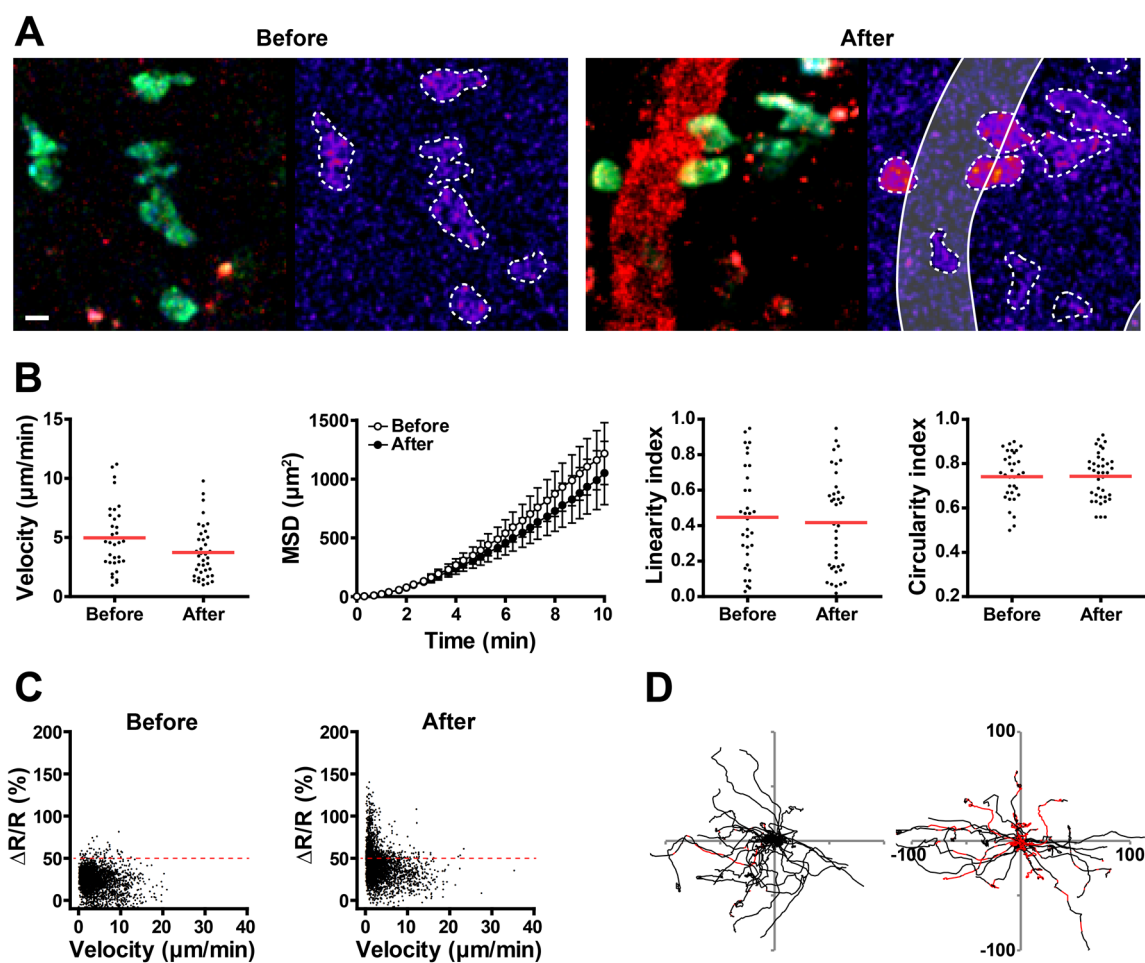 A
Before
After
B
Velocity (µm/min)
15
10
5
0
Before
After
MSD (µm²)
1500
1000
500
0
Before
After
0
2
4
6
8
10
Time (min)
Linearity index
1.0
0.8
0.6
0.4
0.2
0.0
Before
After
Circularity index
1.0
0.8
0.6
0.4
0.2
Before
After
C
Before
ΔR/R (%)
200
150
100
50
0
0
10
20
30
40
Velocity (µm/min)
After
ΔR/R (%)
200
150
100
50
0
0
10
20
30
40
Velocity (µm/min)
D
100
-100
100
-100